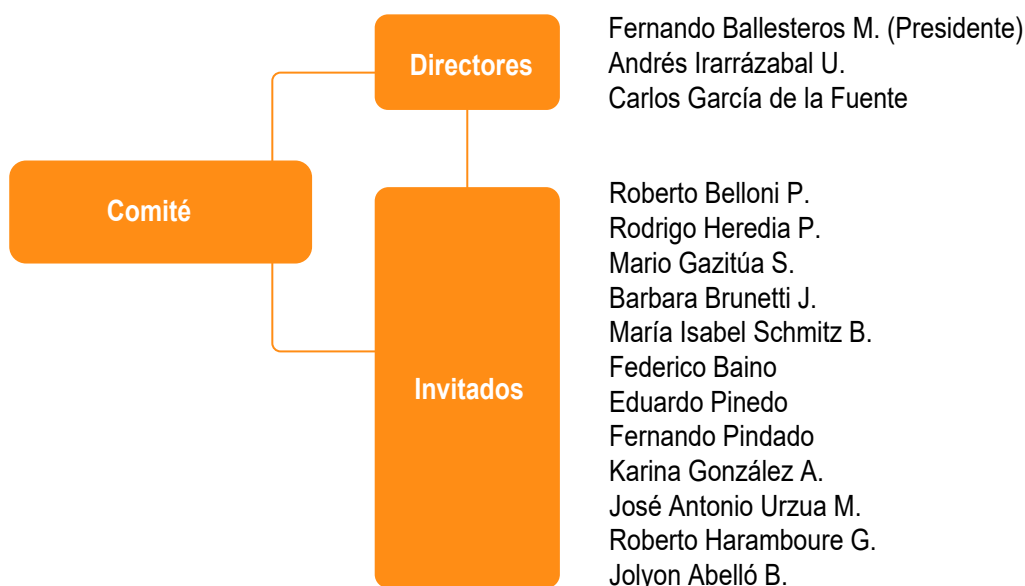 Directores
Fernando Ballesteros M. (Presidente)
Andrés Irarrázabal U.
Carlos García de la Fuente
Comité
Invitados
Roberto Belloni P.
Rodrigo Heredia P.
Mario Gazitúa S.
Barbara Brunetti J.
María Isabel Schmitz B.
Federico Baino
Eduardo Pinedo
Fernando Pindado
Karina González A.
José Antonio Urzua M.
Roberto Haramboure G.
Jolyon Abelló B.